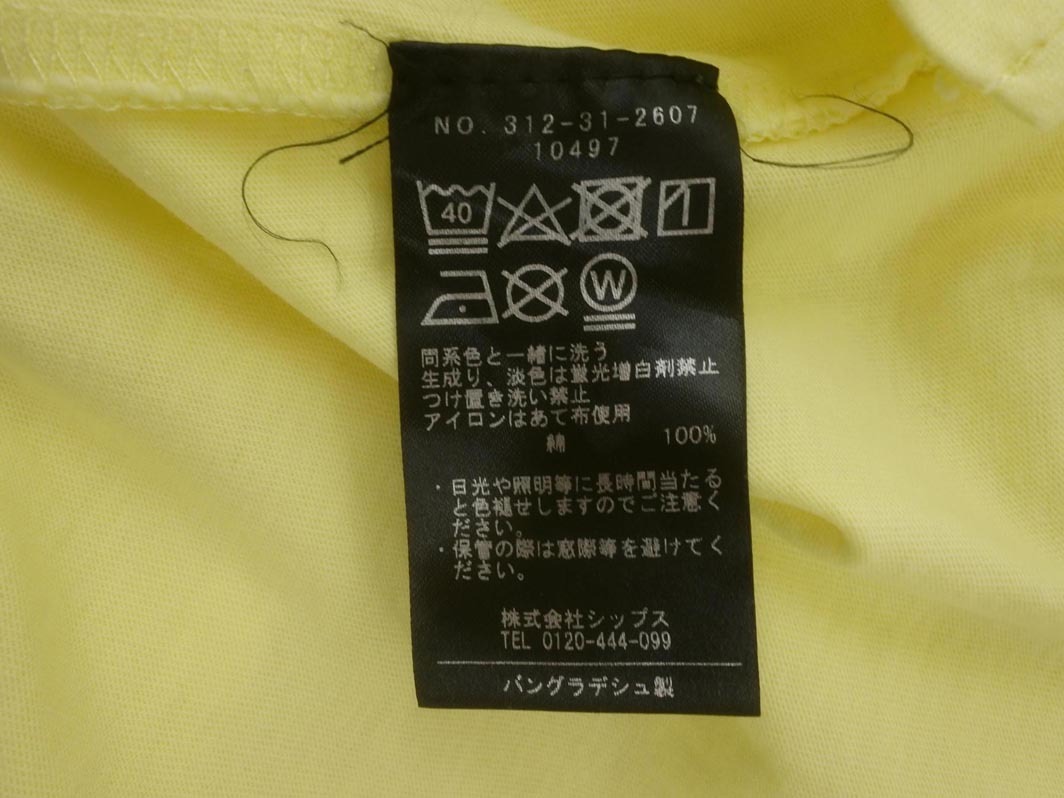 NO. 312-31-2607
10497
40
W
同系色と一緒に洗う
生成り、淡色は蛍光増白剤禁止
つけ置き洗い禁止
アイロンはあて布使用
綿 100%
・日光や照明等に長時間当たる
と色褪せしますのでご注意く
ださい。
・保管の際は窓際等を避けてく
ださい。
株式会社シップス
TEL 0120-444-099
バングラデシュ製